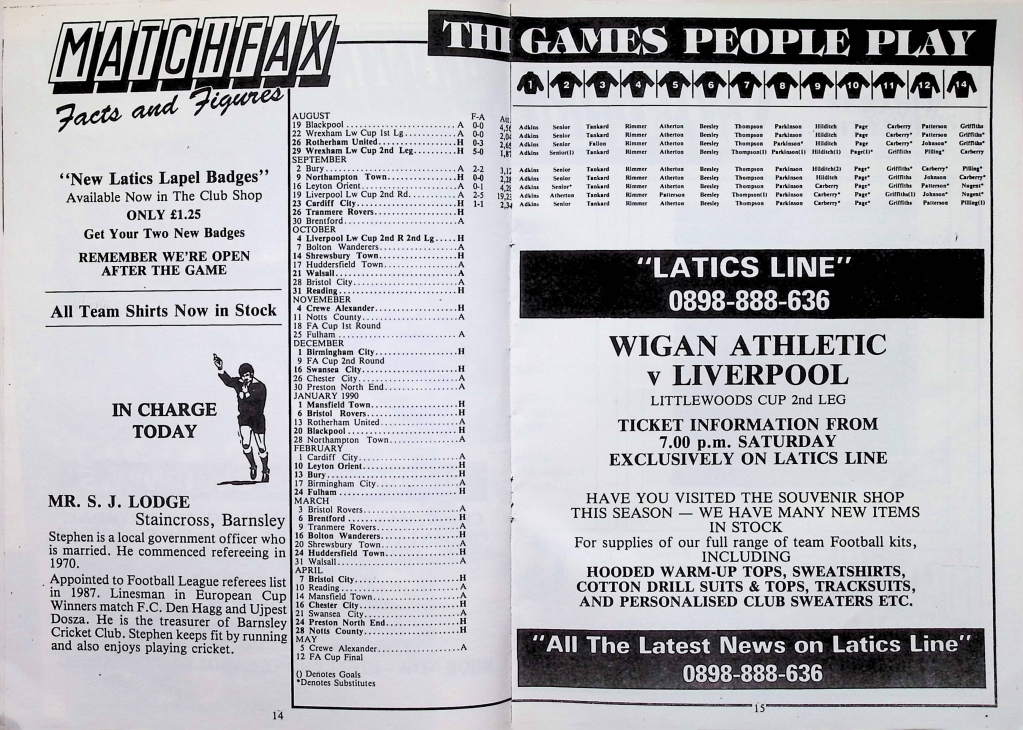 MATCHFAX
Facts and Figures
"New Latics Lapel Badges"
Available Now in The Club Shop
ONLY £1.25
Get Your Two New Badges
REMEMBER WE'RE OPEN
AFTER THE GAME
All Team Shirts Now in Stock
IN CHARGE
TODAY
MR. S. J. LODGE
Staincross, Barnsley
Stephen is a local government officer who
is married. He commenced refereeing in
1970.
Appointed to Football League referees list
in 1987. Linesman in European Cup
Winners match F.C. Den Hagg and Ujpest
Dosza. He is the treasurer of Barnsley
Cricket Club. Stephen keeps fit by running
and also enjoys playing cricket.
14
AUGUST F-A Att.
19 Blackpool A 0-0
22 Wrexham Lw Cup 1st Lg A 0-0
26 Rotherham United H 0-3
29 Wrexham Lw Cup 2nd Leg H 5-0
SEPTEMBER
2 Bury A 2-2
9 Northampton Town H 0-0
16 Leyton Orient A 0-1
19 Liverpool Lw Cup 2nd Rd. A 2-5
23 Cardiff City H 1-1
26 Tranmere Rovers H
30 Brentford A
OCTOBER
4 Liverpool Lw Cup 2nd R 2nd Lg H
7 Bolton Wanderers A
14 Shrewsbury Town H
17 Huddersfield Town A
21 Walsall A
28 Bristol City A
31 Reading H
NOVEMEBER
4 Crewe Alexander H
11 Notts County A
18 FA Cup 1st Round
25 Fulham A
DECEMBER
1 Birmingham City H
9 FA Cup 2nd Round
16 Swansea City H
26 Chester City A
30 Preston North End A
JANUARY 1990
1 Mansfield Town H
6 Bristol Rovers H
13 Rotherham United A
20 Blackpool H
28 Northampton Town A
FEBRUARY
1 Cardiff City A
10 Leyton Orient H
13 Bury H
17 Birmingham City A
24 Fulham H
MARCH
3 Bristol Rovers A
6 Brentford H
9 Tranmere Rovers A
16 Bolton Wanderers H
20 Shrewsbury Town A
24 Huddersfield Town H
31 Walsall A
APRIL
7 Bristol City H
10 Reading A
14 Mansfield Town A
16 Chester City H
21 Swansea City A
24 Preston North End H
28 Notts County H
MAY
5 Crewe Alexander A
12 FA Cup Final
() Denotes Goals
*Denotes Substitutes
THE GAMES PEOPLE PLAY
1 2 3 4 5 6 7 8 9 10 11 12 14
Adkins Senior Tankard Rimmer Atherton Beesley Thompson Parkinson Hilditch Page Carberry Patterson Griffiths
Adkins Senior Tankard Rimmer Atherton Beesley Thompson Parkinson Hilditch Page Carberry* Patterson Griffiths*
Adkins Senior Fallon Rimmer Atherton Beesley Thompson Parkinson* Hilditch Page Carberry* Johnson* Griffiths*
Adkins Senior(1) Tankard Rimmer Atherton Beesley Thompson(1) Parkinson(1) Hilditch(1) Page(1)* Griffiths Pilling* Carberry
Adkins Senior Tankard Rimmer Atherton Beesley Thompson Parkinson Hilditch(2) Page Griffiths* Carberry* Pilling*
Adkins Senior Tankard Rimmer Atherton Beesley Thompson Parkinson Hilditch Page Griffiths Johnson Carberry*
Adkins Senior* Tankard Rimmer Atherton Beesley Thompson Parkinson Carberry Page Griffiths Patterson* Nugent*
Adkins Atherton Tankard Rimmer Patterson Beesley Thompson(1) Parkinson Carberry* Page* Griffiths(1) Johnson* Nugent*
Adkins Senior Tankard Rimmer Atherton Beesley Thompson Parkinson Carberry* Page* Griffiths Patterson Pilling(1)
"LATICS LINE"
0898-888-636
WIGAN ATHLETIC
v LIVERPOOL
LITTLEWOODS CUP 2nd LEG
TICKET INFORMATION FROM
7.00 p.m. SATURDAY
EXCLUSIVELY ON LATICS LINE
HAVE YOU VISITED THE SOUVENIR SHOP
THIS SEASON — WE HAVE MANY NEW ITEMS
IN STOCK
For supplies of our full range of team Football kits,
INCLUDING
HOODED WARM-UP TOPS, SWEATSHIRTS,
COTTON DRILL SUITS & TOPS, TRACKSUITS,
AND PERSONALISED CLUB SWEATERS ETC.
"All The Latest News on Latics Line"
0898-888-636
15